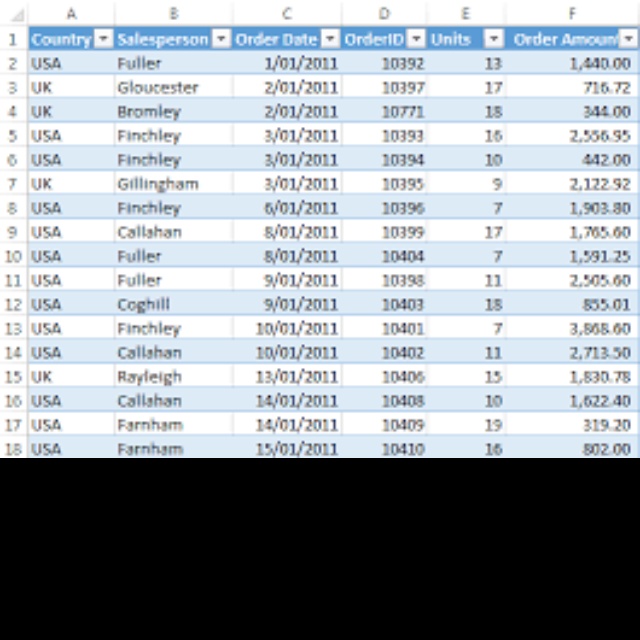 A B C D E F
1 Country Salesperson Order Date OrderID Units Order Amount
2 USA Fuller 1/01/2011 10392 13 1,440.00
3 UK Gloucester 2/01/2011 10397 17 716.72
4 UK Bromley 2/01/2011 10771 18 344.00
5 USA Finchley 3/01/2011 10393 16 2,556.95
6 USA Finchley 3/01/2011 10394 10 442.00
7 UK Gillingham 3/01/2011 10395 9 2,122.92
8 USA Finchley 6/01/2011 10396 7 1,903.80
9 USA Callahan 8/01/2011 10399 17 1,765.60
10 USA Fuller 8/01/2011 10404 7 1,591.25
11 USA Fuller 9/01/2011 10398 11 2,505.60
12 USA Coghill 9/01/2011 10403 18 855.01
13 USA Finchley 10/01/2011 10401 7 3,868.60
14 USA Callahan 10/01/2011 10402 11 2,713.50
15 UK Rayleigh 13/01/2011 10406 15 1,830.78
16 USA Callahan 14/01/2011 10408 10 1,622.40
17 USA Farnham 14/01/2011 10409 19 319.20
18 USA Farnham 15/01/2011 10410 16 802.00